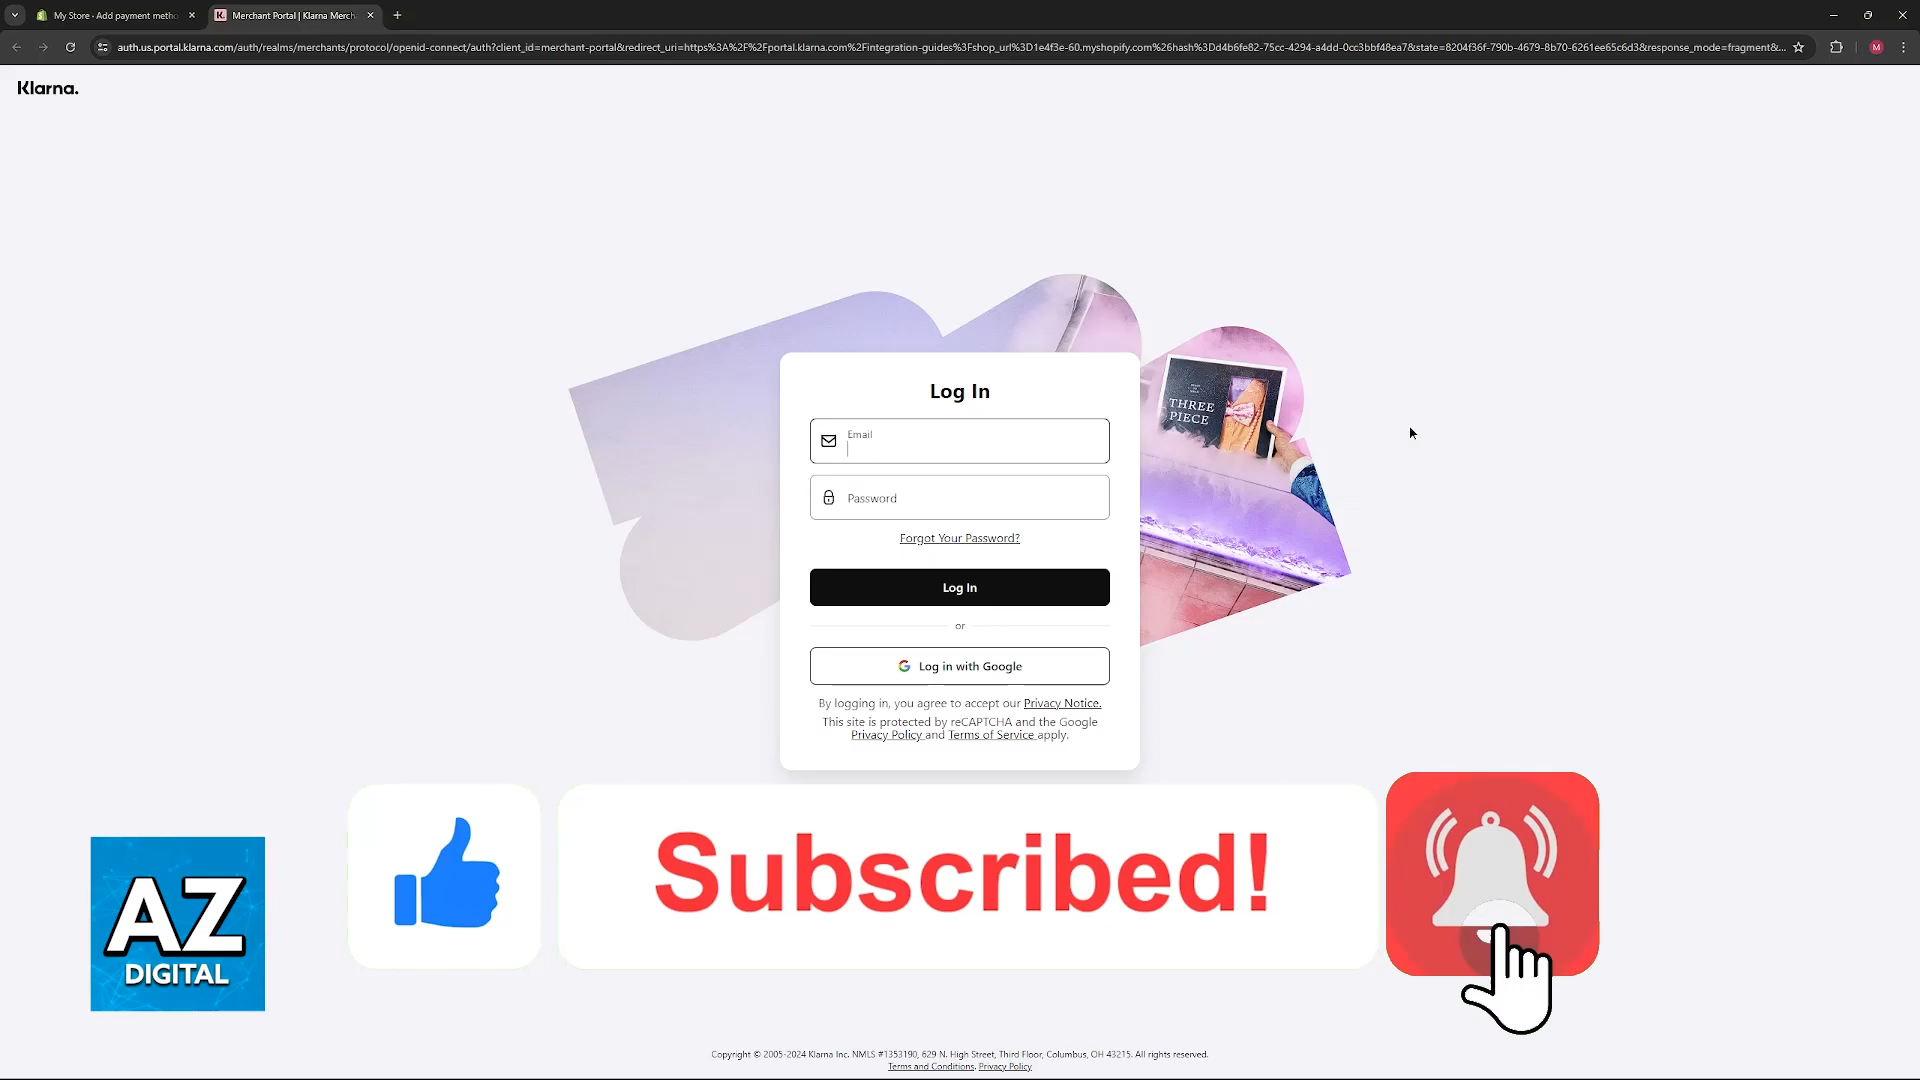 My Store · Add payment metho
Merchant Portal | Klarna Merch
auth.us.portal.klarna.com/auth/realms/merchants/protocol/openid-connect/auth?client_id=merchant-portal&redirect_uri=https%3A%2F%2Fportal.klarna.com%2Fintegration-guides%3Fshop_url%3D1e4f3e-60.myshopify.com%26hash%3Dd4b6fe82-75cc-4294-a4dd-0cc3bbf48ea7&state=8204f36f-790b-4679-8b70-6261ee65c6d3&response_mode=fragment&...
M
Klarna.
THREE
PIECE
Log In
Email
Password
Forgot Your Password?
Log In
or
Log in with Google
By logging in, you agree to accept our Privacy Notice.
This site is protected by reCAPTCHA and the Google
Privacy Policy and Terms of Service apply.
Subscribed!
AZ
DIGITAL
Copyright © 2005-2024 Klarna Inc. NMLS #1353190, 629 N. High Street, Third Floor, Columbus, OH 43215. All rights reserved.
Terms and Conditions. Privacy Policy